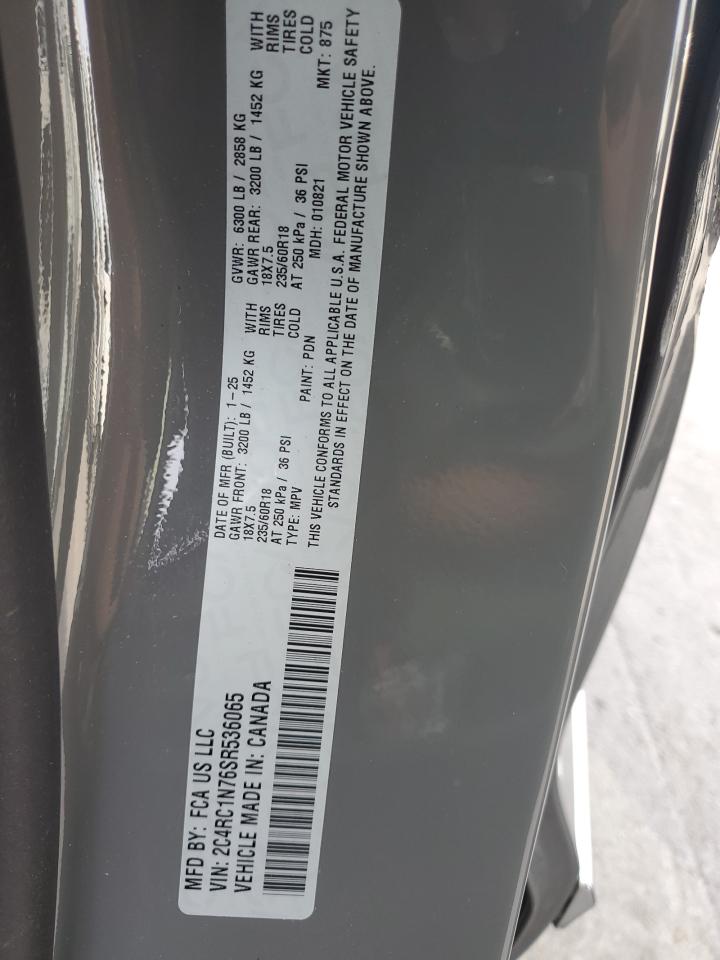 MFD BY: FCA US LLC
VIN: 2C4RC1N76SR536065
VEHICLE MADE IN: CANADA
DATE OF MFR (BUILT): 1-25 GVWR: 6300 LB / 2858 KG
GAWR FRONT: 3200 LB / 1452 KG WITH GAWR REAR: 3200 LB / 1452 KG WITH
18X7.5 RIMS 18X7.5 RIMS
235/60R18 TIRES 235/60R18 TIRES
AT 250 kPa / 36 PSI COLD AT 250 kPa / 36 PSI COLD
TYPE: MPV PAINT: PDN MDH: 010821 MKT: 875
THIS VEHICLE CONFORMS TO ALL APPLICABLE U.S.A. FEDERAL MOTOR VEHICLE SAFETY
STANDARDS IN EFFECT ON THE DATE OF MANUFACTURE SHOWN ABOVE.